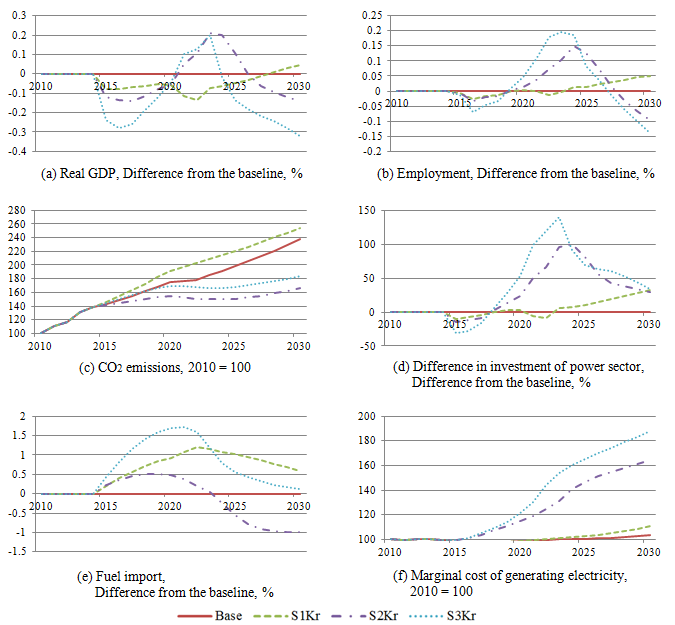 0.3
0.2
0.1
0
-0.1
-0.2
-0.3
-0.4
2010 2015 2020 2025 2030
(a) Real GDP, Difference from the baseline, %
0.25
0.2
0.15
0.1
0.05
0
-0.05
-0.1
-0.15
-0.2
2010 2015 2020 2025 2030
(b) Employment, Difference from the baseline, %
280
260
240
220
200
180
160
140
120
100
2010 2015 2020 2025 2030
(c) CO2 emissions, 2010 = 100
150
100
50
0
-50
2010 2015 2020 2025 2030
(d) Difference in investment of power sector,
Difference from the baseline, %
2
1.5
1
0.5
0
-0.5
-1
-1.5
2010 2015 2020 2025 2030
(e) Fuel import,
Difference from the baseline, %
200
180
160
140
120
100
2010 2015 2020 2025 2030
(f) Marginal cost of generating electricity,
2010 = 100
Base S1Kr S2Kr S3Kr